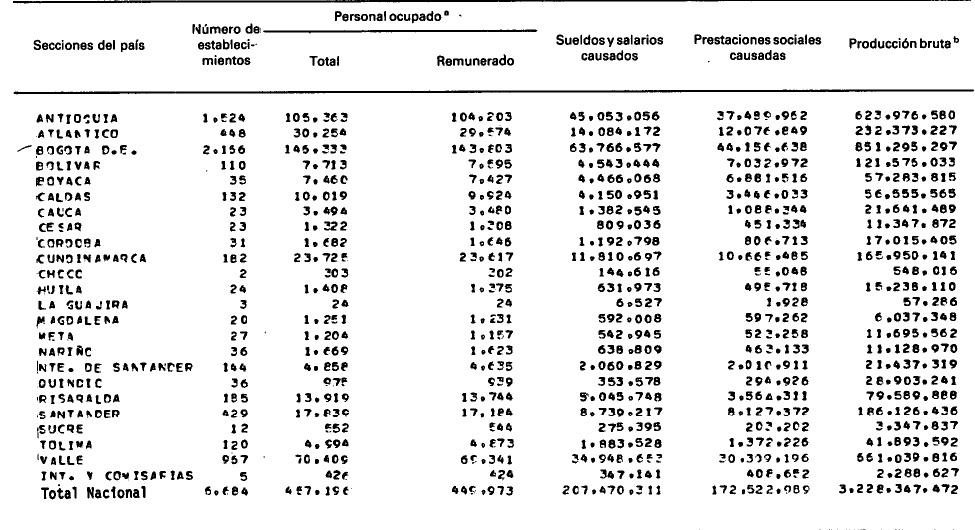 Personal ocupado a
Secciones del país
Número de estableci- mientos
Total
Remunerado
Sueldos y salarios causados
Prestaciones sociales causadas
Producción bruta b
ANTIOQUIA 1.524 105.363 104.203 45.053.056 37.489.962 623.976.580
ATLANTICO 448 30.254 29.574 14.084.172 12.076.849 232.373.227
BOGOTA D.E. 2.156 146.333 143.803 63.766.577 44.156.638 851.295.297
BOLIVAR 110 7.713 7.595 4.543.444 7.032.972 121.575.033
BOYACA 35 7.460 7.427 4.466.068 6.881.516 57.283.815
CALDAS 132 10.019 9.924 4.150.951 3.446.033 56.555.565
CAUCA 23 3.494 3.480 1.382.545 1.088.344 21.641.489
CESAR 23 1.322 1.308 809.036 451.334 11.347.872
CORDOBA 31 1.682 1.646 1.192.798 806.713 17.015.405
CUNDINAMARCA 182 23.725 23.617 11.810.697 10.665.485 165.950.141
CHOCO 2 303 302 144.616 55.048 548.016
HUILA 24 1.408 1.375 631.973 495.718 15.238.110
LA GUAJIRA 3 24 24 6.527 1.928 57.286
MAGDALENA 20 1.251 1.231 592.008 597.262 6.037.348
META 27 1.204 1.157 542.945 523.258 11.695.562
NARIÑO 36 1.669 1.623 638.809 463.133 11.128.970
NTE. DE SANTANDER 144 4.858 4.635 2.060.829 2.010.911 21.437.319
QUINDIO 36 975 939 353.578 294.926 28.903.241
RISARALDA 185 13.919 13.744 5.045.748 3.564.311 79.589.888
SANTANDER 429 17.839 17.184 8.739.217 8.127.372 186.126.436
SUCRE 12 552 544 275.395 203.202 3.347.837
TOLIMA 120 4.994 4.873 1.883.528 1.372.226 41.893.592
VALLE 967 70.409 69.341 34.948.653 30.339.196 661.039.816
INT. Y COMISARIAS 5 426 424 347.141 408.652 2.288.627
Total Nacional 6.684 457.196 449.973 207.470.311 172.522.989 3.228.347.472